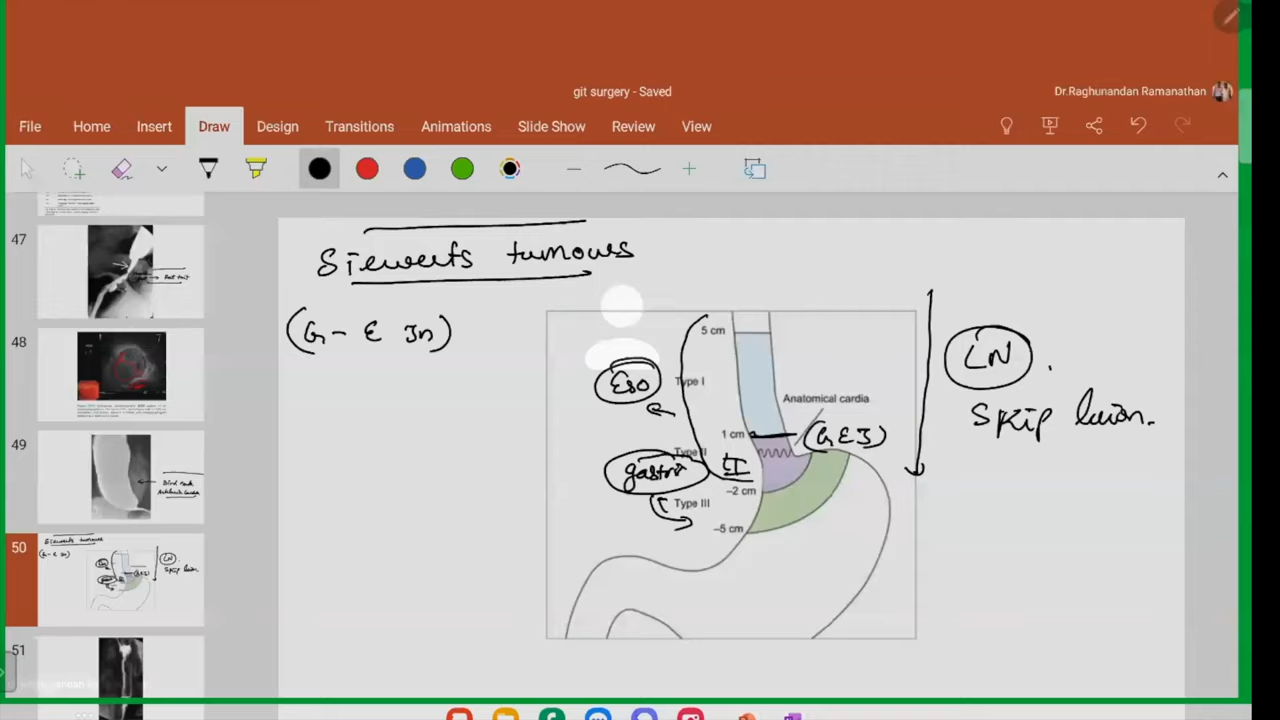 git surgery - Saved
Dr.Raghunandan Ramanathan
File Home Insert Draw Design Transitions Animations Slide Show Review View
47
48
49
50
51
Siewerts tumours
(G- E Jn)
5 cm
Eso
Type I
Anatomical cardia
1 cm
(GEJ)
Type II
gastric
II
-2 cm
Type III
-5 cm
LN
Skip lesion.